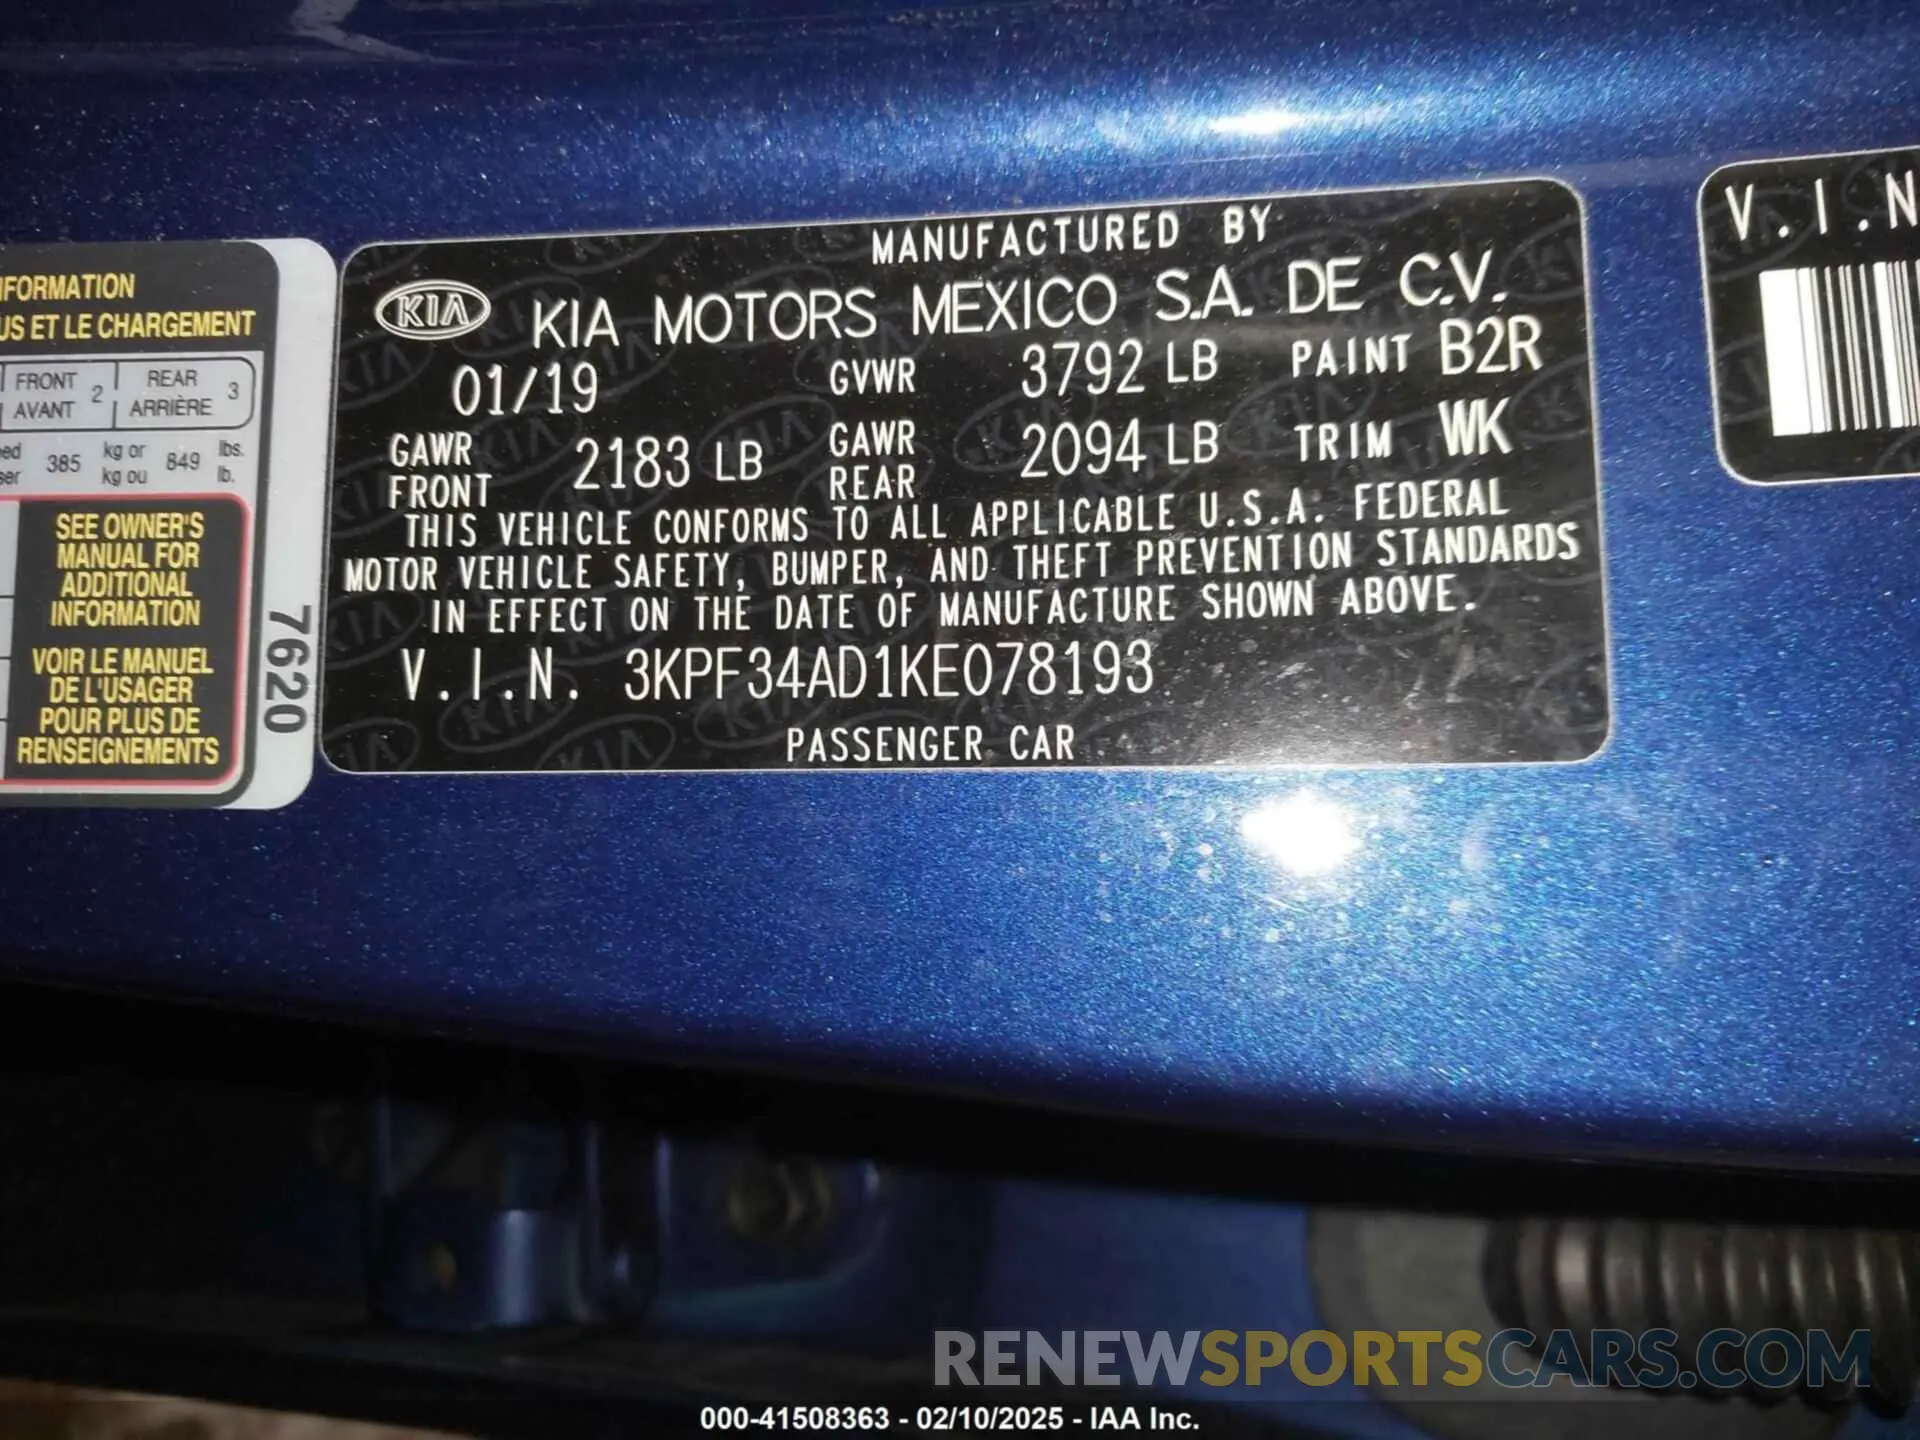 FORMATION
US ET LE CHARGEMENT
FRONT 2 REAR 3
AVANT ARRIÈRE
385 kg or 849 lbs.
kg ou lb.
SEE OWNER'S
MANUAL FOR
ADDITIONAL
INFORMATION
VOIR LE MANUEL
DE L'USAGER
POUR PLUS DE
RENSEIGNEMENTS
7620
MANUFACTURED BY
KIA KIA MOTORS MEXICO S.A. DE C.V.
01/19 GVWR 3792 LB PAINT B2R
GAWR FRONT 2183 LB GAWR REAR 2094 LB TRIM WK
THIS VEHICLE CONFORMS TO ALL APPLICABLE U.S.A. FEDERAL
MOTOR VEHICLE SAFETY, BUMPER, AND THEFT PREVENTION STANDARDS
IN EFFECT ON THE DATE OF MANUFACTURE SHOWN ABOVE.
V.I.N. 3KPF34AD1KE078193
PASSENGER CAR
V.I.N
RENEWSPORTSCARS.COM
000-41508363 - 02/10/2025 - IAA Inc.